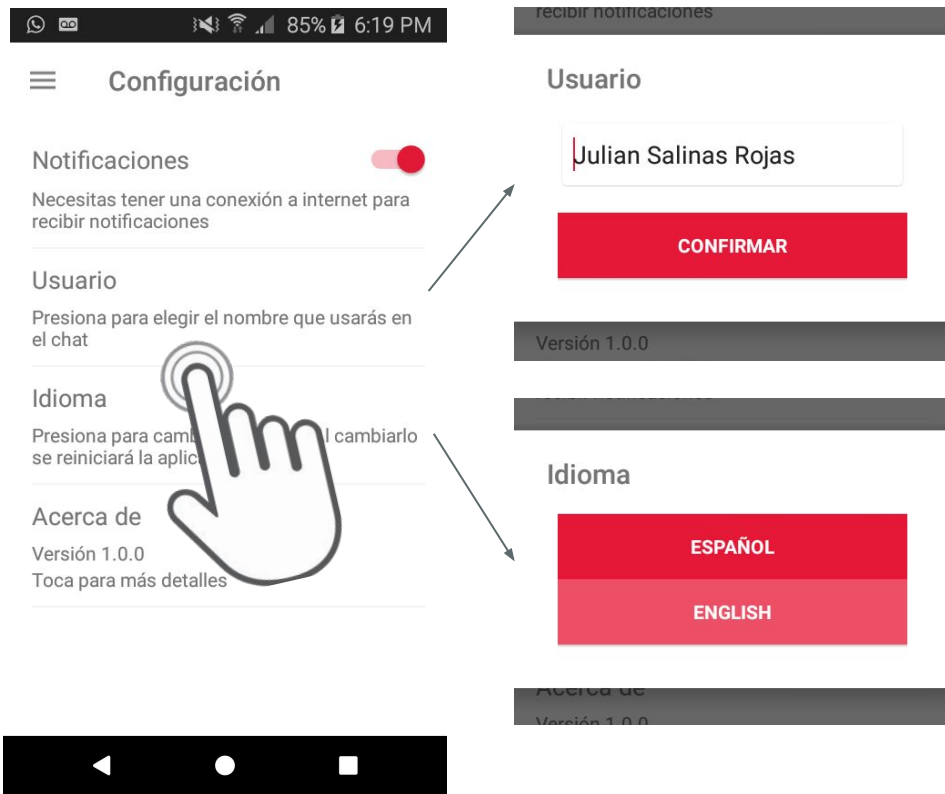 85% 6:19 PM
Configuración
Notificaciones
Necesitas tener una conexión a internet para
recibir notificaciones
Usuario
Presiona para elegir el nombre que usarás en
el chat
Idioma
Presiona para camb l cambiarlo
se reiniciará la aplic
Acerca de
Versión 1.0.0
Toca para más detalles
recibir notificaciones
Usuario
Julian Salinas Rojas
CONFIRMAR
Versión 1.0.0
recibir notificaciones
Idioma
ESPAÑOL
ENGLISH
Acerca de
Versión 1.0.0